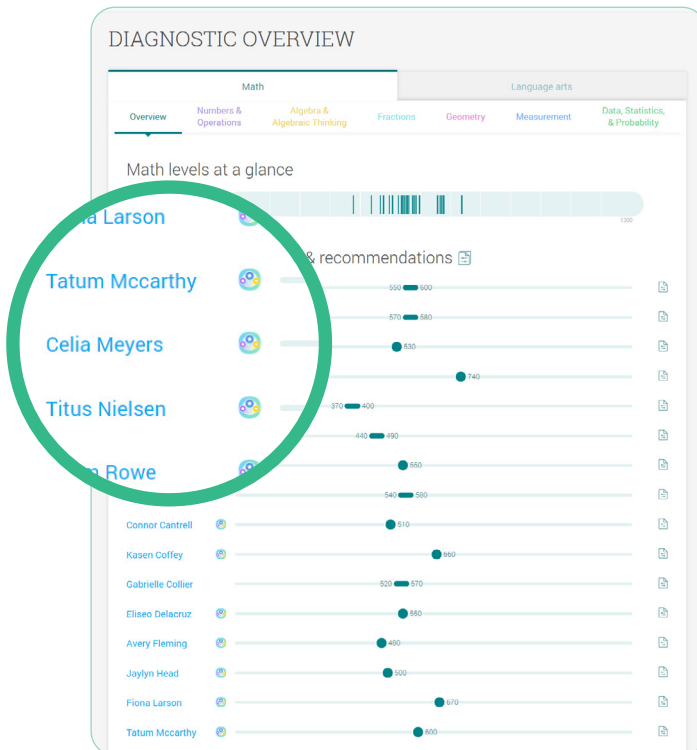 DIAGNOSTIC OVERVIEW
Math
Language arts
Overview
Numbers &
Operations
Algebra &
Algebraic Thinking
Fractions
Geometry
Measurement
Data, Statistics,
& Probability
Math levels at a glance
1300
Larson
& recommendations
Tatum Mccarthy
550 600
570 580
Celia Meyers
530
740
Titus Nielsen
370 400
440 490
Rowe
550
540 580
Connor Cantrell 510
Kasen Coffey 660
Gabrielle Collier 520 570
Eliseo Delacruz 550
Avery Fleming 480
Jaylyn Head 500
Fiona Larson 670
Tatum Mccarthy 600